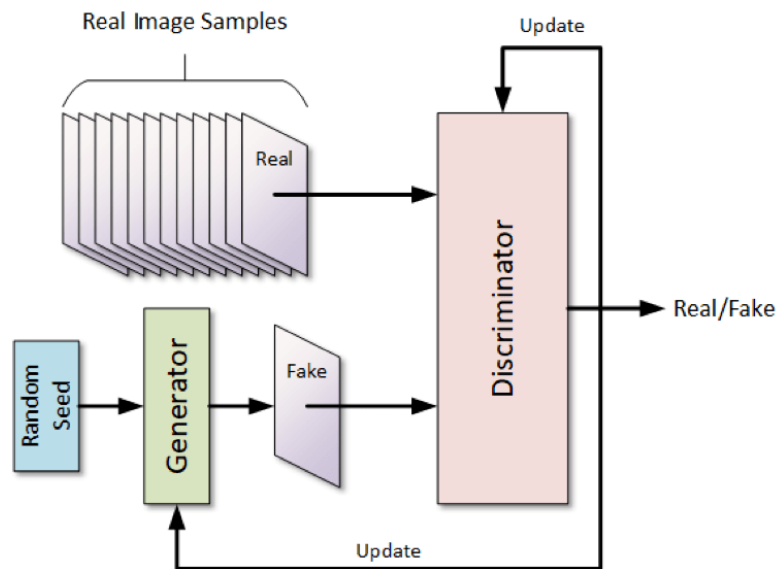 Real Image Samples
Update
Real
Discriminator
Real/Fake
Generator
Fake
Random
Seed
Update